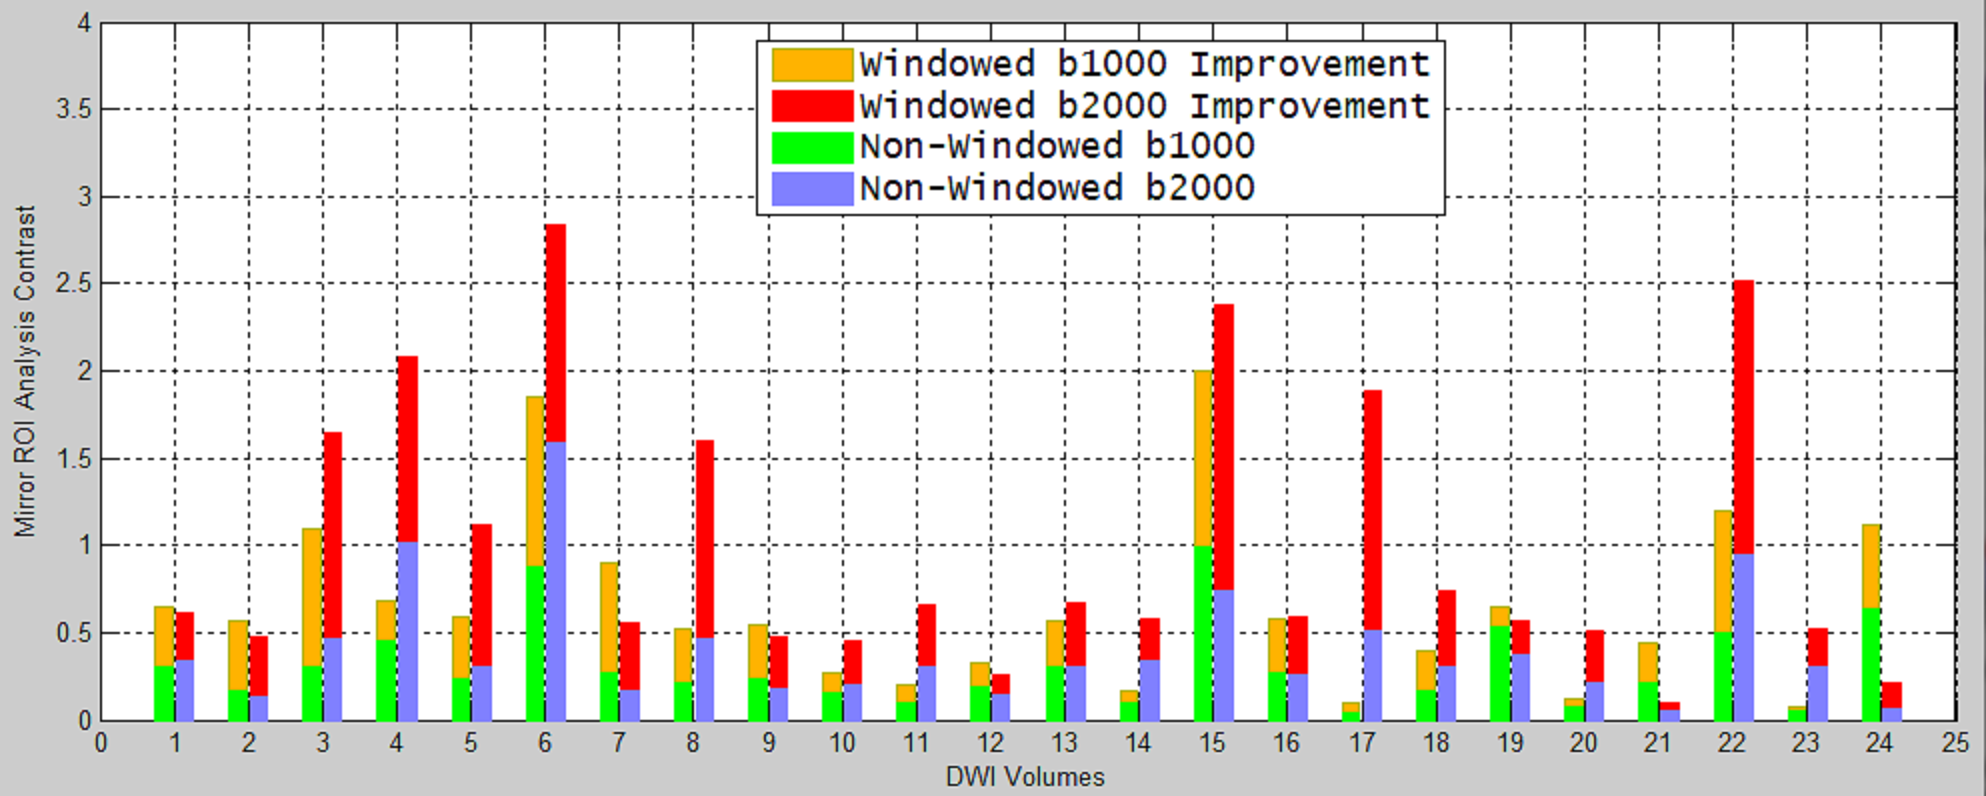 4
3.5
3
2.5
2
1.5
1
0.5
0
Mirror ROI Analysis Contrast
Windowed b1000 Improvement
Windowed b2000 Improvement
Non-Windowed b1000
Non-Windowed b2000
0 1 2 3 4 5 6 7 8 9 10 11 12 13 14 15 16 17 18 19 20 21 22 23 24 25
DWI Volumes